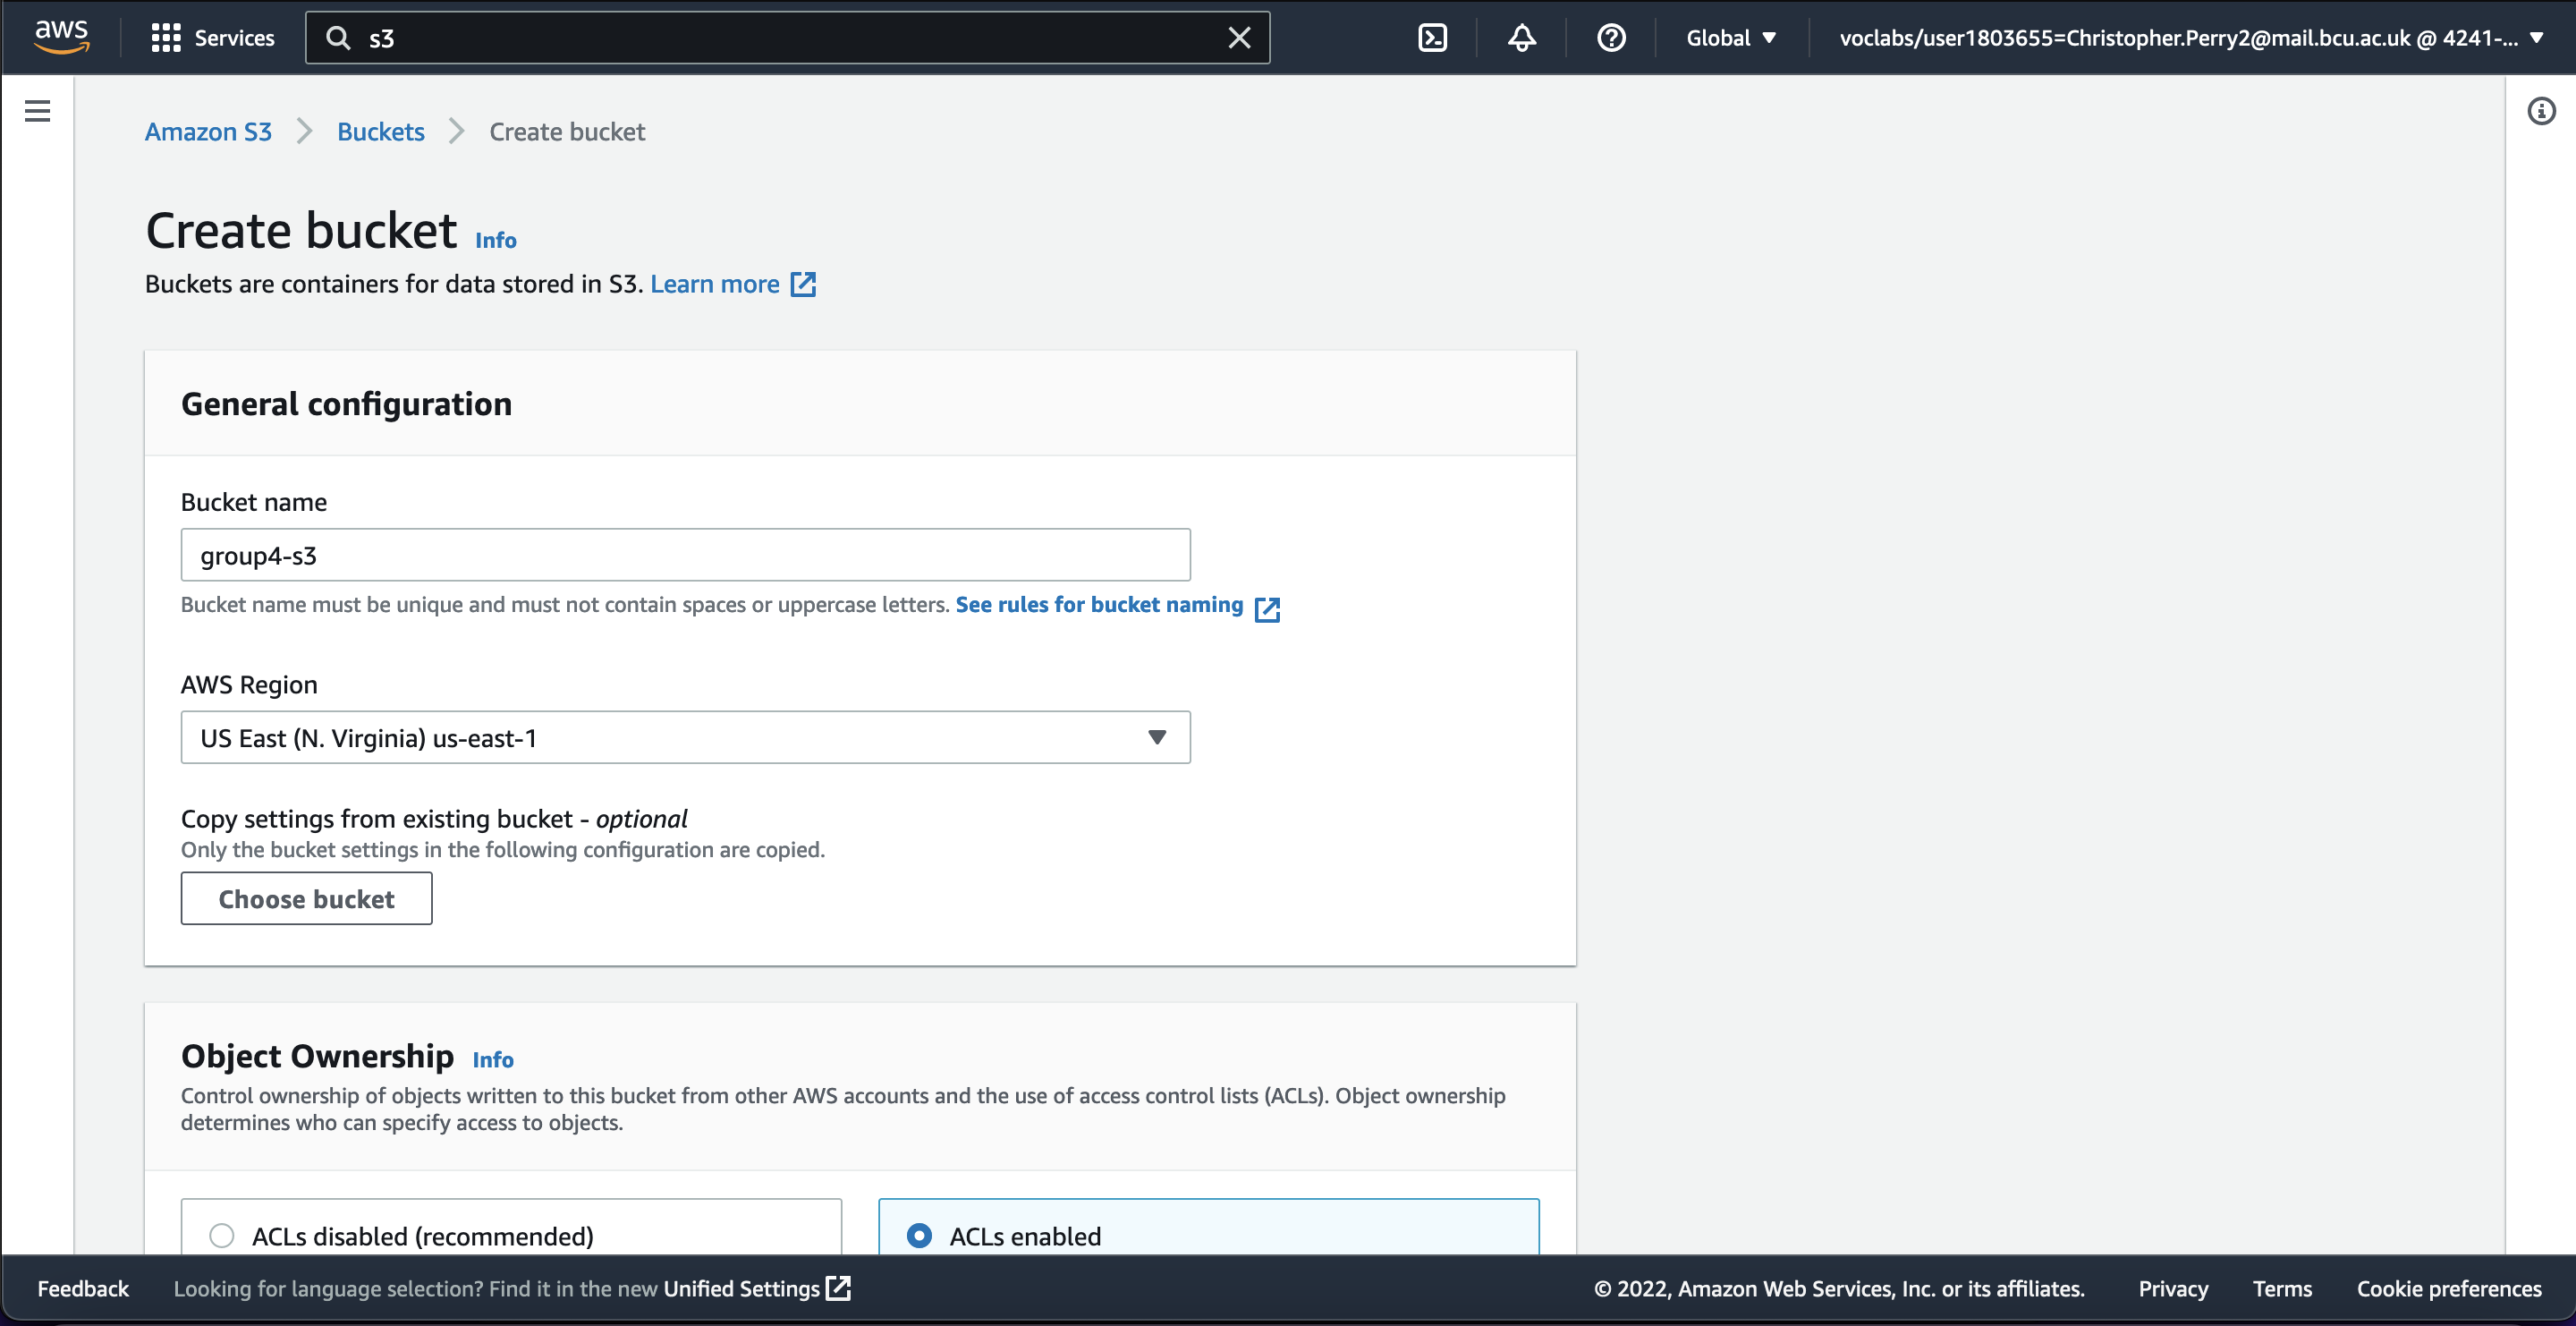 aws Services s3 Global voclabs/user1803655=Christopher.Perry2@mail.bcu.ac.uk @ 4241-...
Amazon S3 Buckets Create bucket
Create bucket Info
Buckets are containers for data stored in S3. Learn more
General configuration
Bucket name
group4-s3
Bucket name must be unique and must not contain spaces or uppercase letters. See rules for bucket naming
AWS Region
US East (N. Virginia) us-east-1
Copy settings from existing bucket - optional
Only the bucket settings in the following configuration are copied.
Choose bucket
Object Ownership Info
Control ownership of objects written to this bucket from other AWS accounts and the use of access control lists (ACLs). Object ownership
determines who can specify access to objects.
ACLs disabled (recommended) ACLs enabled
Feedback Looking for language selection? Find it in the new Unified Settings © 2022, Amazon Web Services, Inc. or its affiliates. Privacy Terms Cookie preferences